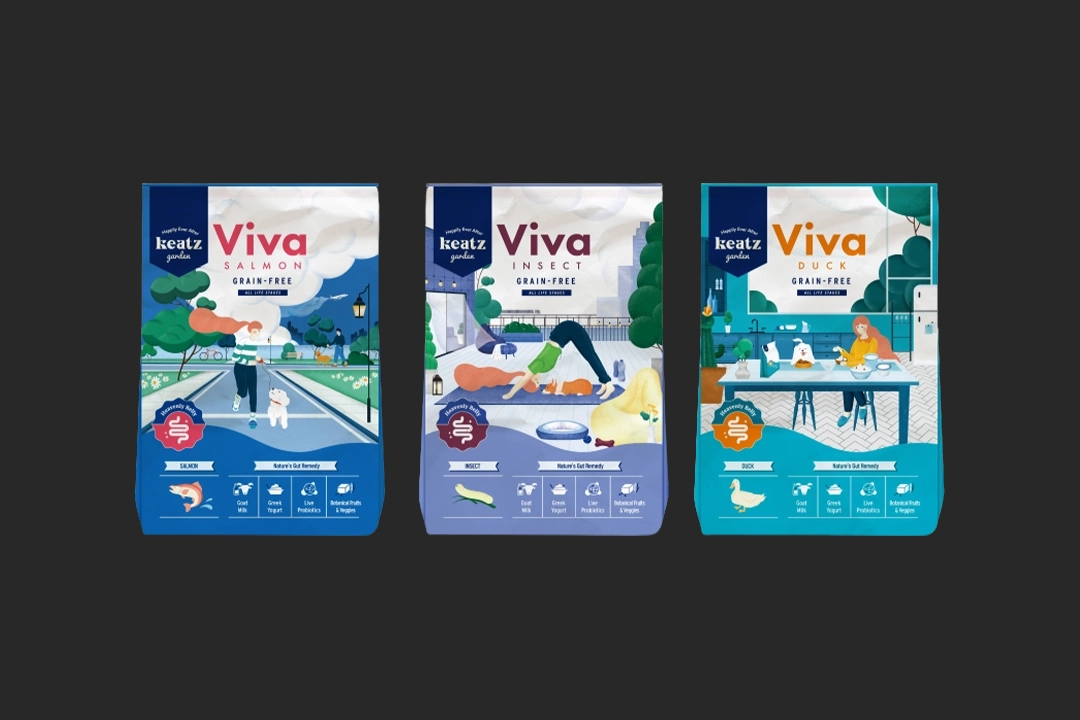 Happily Ever After
keatz
garden
Viva
SALMON
GRAIN-FREE
ALL LIFE STAGES
Heavenly Belly
SALMON
Nature's Gut Remedy
Goat
Milk
Greek
Yogurt
Live
Probiotics
Botanical Fruits
& Veggies
Happily Ever After
keatz
garden
Viva
INSECT
GRAIN-FREE
ALL LIFE STAGES
Heavenly Belly
INSECT
Nature's Gut Remedy
Goat
Milk
Greek
Yogurt
Live
Probiotics
Botanical Fruits
& Veggies
Happily Ever After
keatz
garden
Viva
DUCK
GRAIN-FREE
ALL LIFE STAGES
Heavenly Belly
DUCK
Nature's Gut Remedy
Goat
Milk
Greek
Yogurt
Live
Probiotics
Botanical Fruits
& Veggies